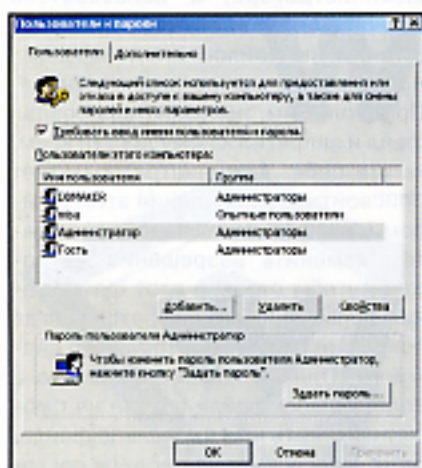 Пользователи и пароли
Пользователи Дополнительно
Следующий список используется для предоставления или
отказа в доступе к вашему компьютеру, а также для смены
паролей и иных параметров.
Требовать ввод имени пользователя и пароля.
Пользователи этого компьютера:
Имя пользователя Группа
Администраторы
misa Опытные пользователи
Администратор Администраторы
Гость Администраторы
Добавить... Удалить Свойства
Пароль пользователя Администратор
Чтобы изменить пароль пользователя Администратор,
нажмите кнопку "Задать пароль".
Задать пароль...
OK Отмена Применить